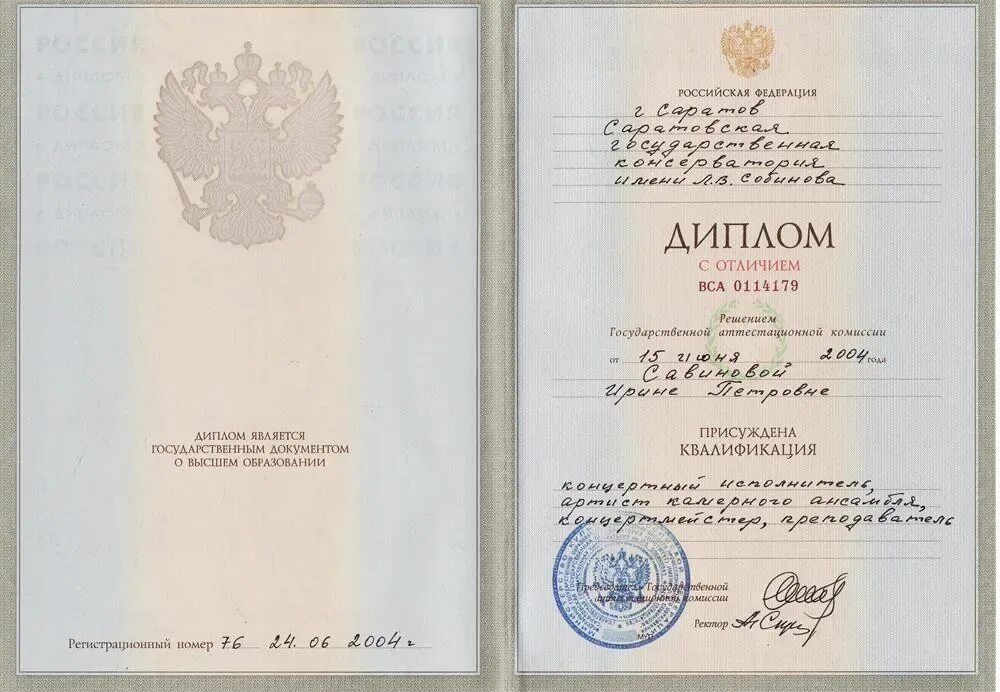 ДИПЛОМ ЯВЛЯЕТСЯ
ГОСУДАРСТВЕННЫМ ДОКУМЕНТОМ
О ВЫСШЕМ ОБРАЗОВАНИИ
Регистрационный номер 76 24.06 2004 г
РОССИЙСКАЯ ФЕДЕРАЦИЯ
г Саратов
Саратовская
государственная
консерватория
имени Л.В. Собинова
ДИПЛОМ
С ОТЛИЧИЕМ
ВСА 0114179
Решением
Государственной аттестационной комиссии
от 15 июня 2004 года
Савиновой
Ирине Петровне
ПРИСУЖДЕНА
КВАЛИФИКАЦИЯ
концертный исполнитель,
артист камерного ансамбля,
концертмейстер, преподаватель
Председатель Государственной
аттестационной комиссии
Ректор